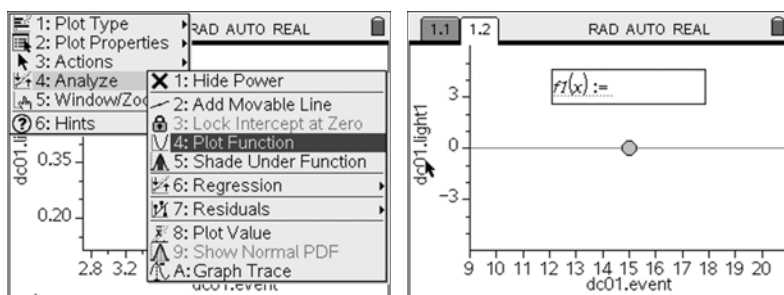 1: Plot Type
2: Plot Properties
3: Actions
4: Analyze
5: Window/Zoo
6: Hints
RAD AUTO REAL
1: Hide Power
2: Add Movable Line
3: Lock Intercept at Zero
4: Plot Function
5: Shade Under Function
6: Regression
7: Residuals
8: Plot Value
9: Show Normal PDF
A: Graph Trace
dc01.li
0.35
0.20
2.8 3.2
dc01.event
1.1 1.2 RAD AUTO REAL
f1(x) :=
dc01.light1
3
0
-3
9 10 11 12 13 14 15 16 17 18 19 20
dc01.event